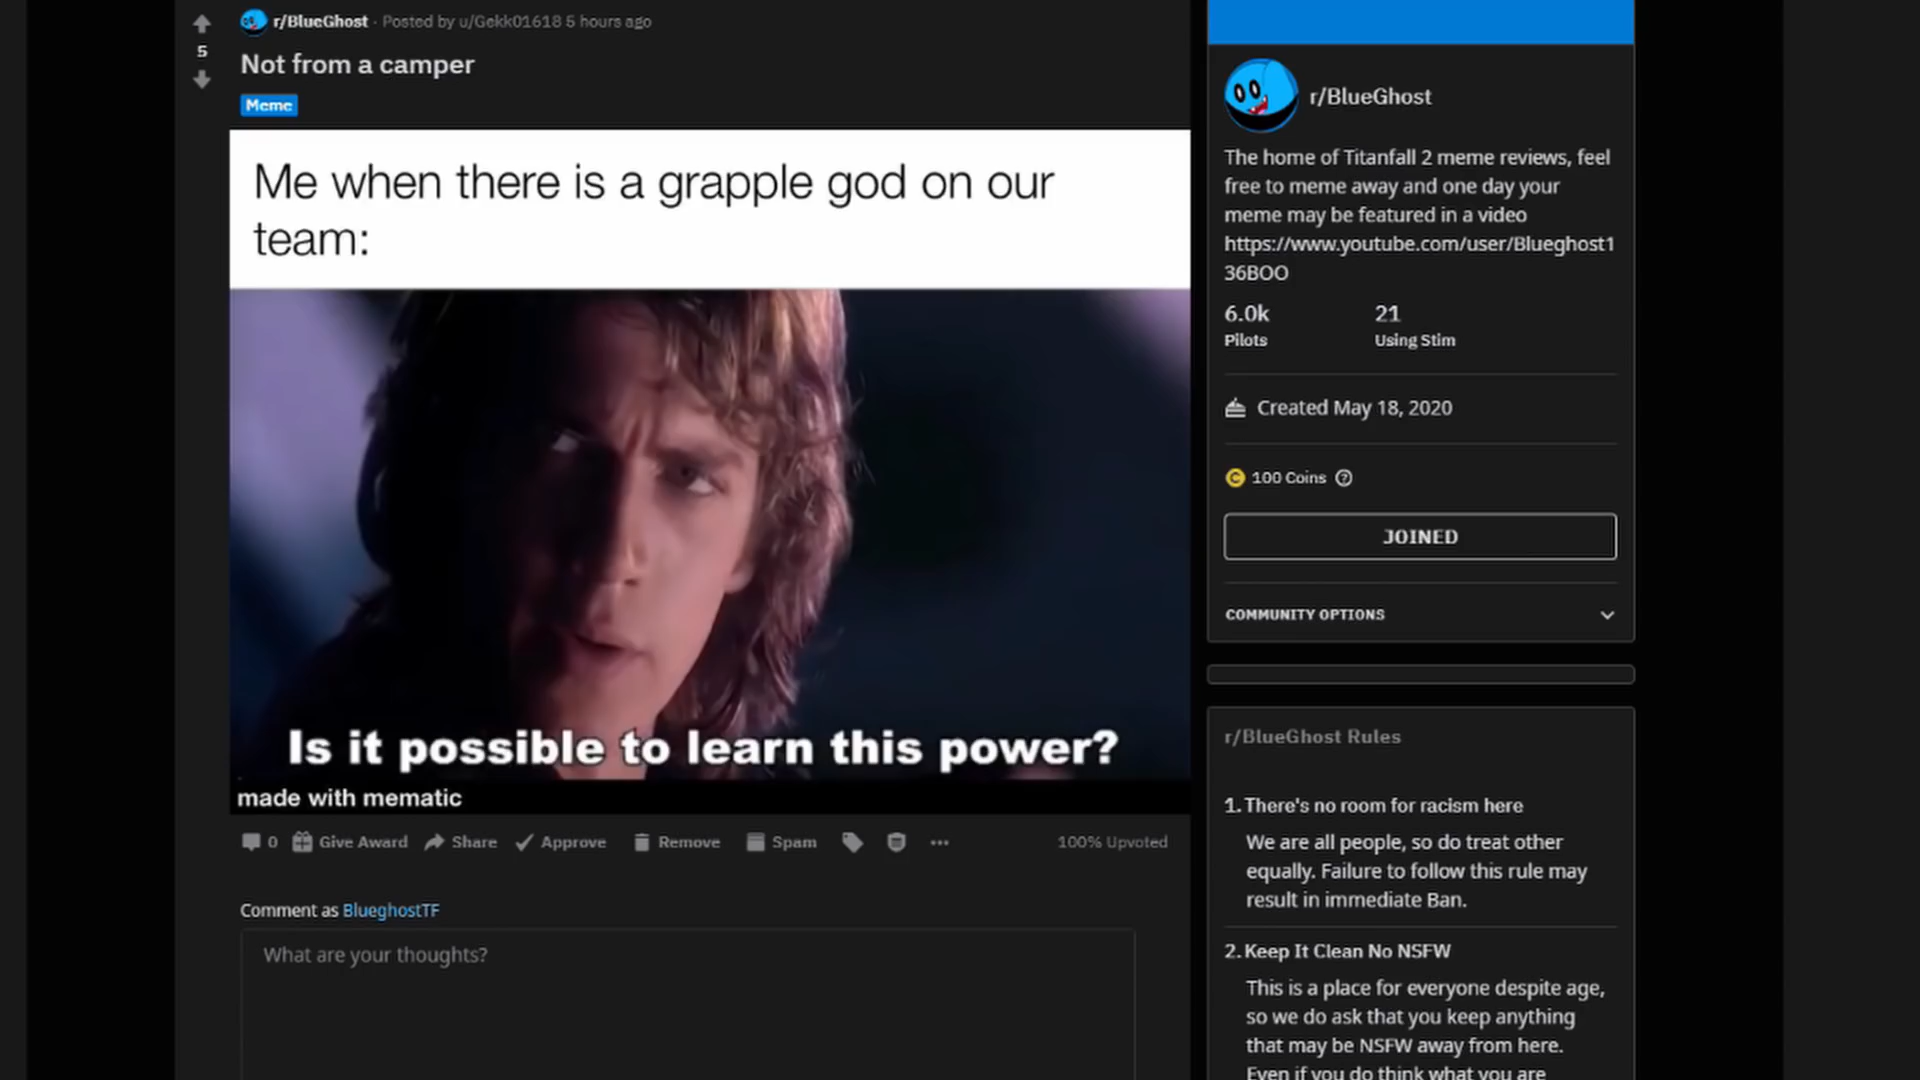 r/BlueGhost · Posted by u/Gekk01618 5 hours ago
5
Not from a camper
Meme
Me when there is a grapple god on our
team:
Is it possible to learn this power?
made with mematic
0 Give Award Share Approve Remove Spam ··· 100% Upvoted
Comment as BlueghostTF
What are your thoughts?
r/BlueGhost
The home of Titanfall 2 meme reviews, feel
free to meme away and one day your
meme may be featured in a video
https://www.youtube.com/user/Blueghost1
36BOO
6.0k 21
Pilots Using Stim
Created May 18, 2020
100 Coins
JOINED
COMMUNITY OPTIONS
r/BlueGhost Rules
1. There's no room for racism here
We are all people, so do treat other
equally. Failure to follow this rule may
result in immediate Ban.
2. Keep It Clean No NSFW
This is a place for everyone despite age,
so we do ask that you keep anything
that may be NSFW away from here.
Even if you do think what you are